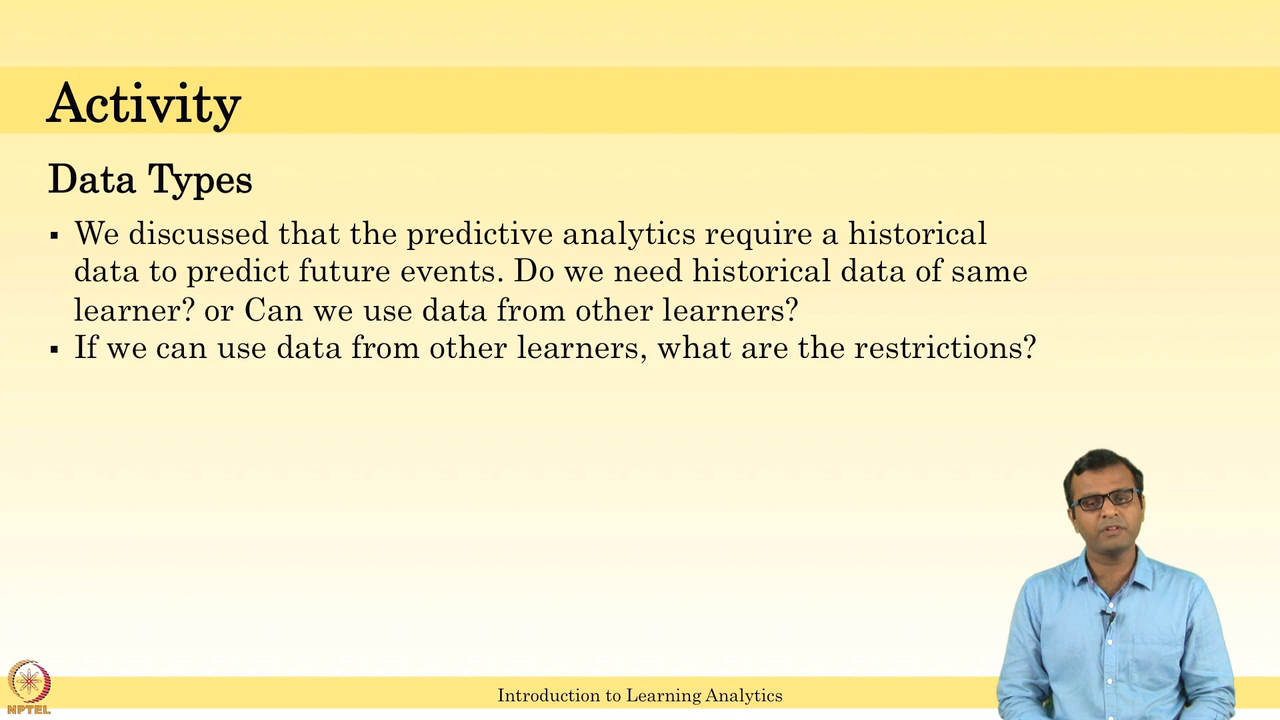 Activity
Data Types
▪ We discussed that the predictive analytics require a historical
data to predict future events. Do we need historical data of same
learner? or Can we use data from other learners?
▪ If we can use data from other learners, what are the restrictions?
NPTEL
Introduction to Learning Analytics